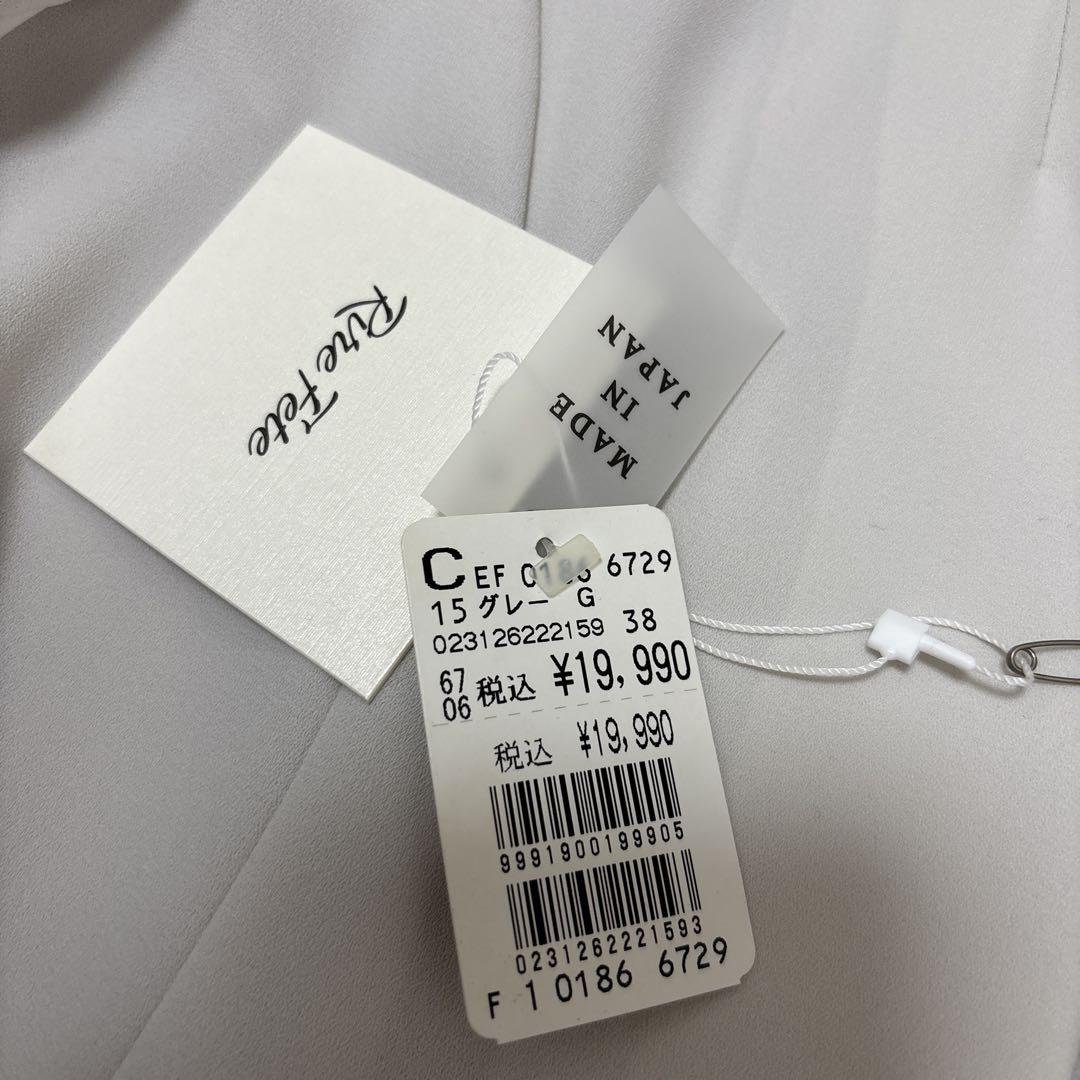 Rire Fête
MADE
IN
JAPAN
C EF 0186 6729
15 グレー G
023126222159 38
67
06 税込 ¥19,990
税込 ¥19,990
9991900199905
0231262221593
F 1 0186 6729